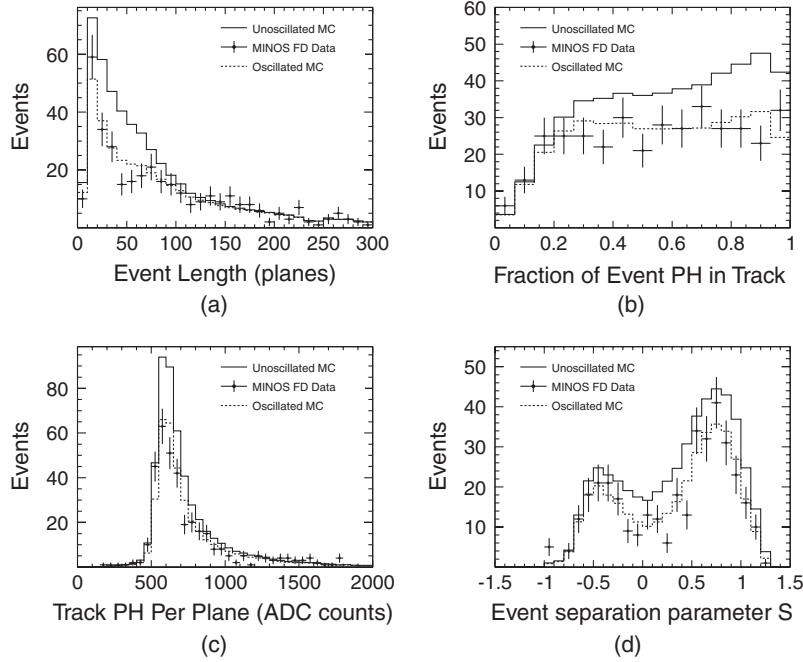 Unoscillated MC
MINOS FD Data
Oscillated MC
Events
60
40
20
0 50 100 150 200 250 300
Event Length (planes)
(a)
Unoscillated MC
MINOS FD Data
Oscillated MC
Events
60
50
40
30
20
10
0 0.2 0.4 0.6 0.8 1
Fraction of Event PH in Track
(b)
Unoscillated MC
MINOS FD Data
Oscillated MC
Events
80
60
40
20
0 500 1000 1500 2000
Track PH Per Plane (ADC counts)
(c)
Unoscillated MC
MINOS FD Data
Oscillated MC
Events
50
40
30
20
10
-1.5 -1 -0.5 0 0.5 1 1.5
Event separation parameter S
(d)